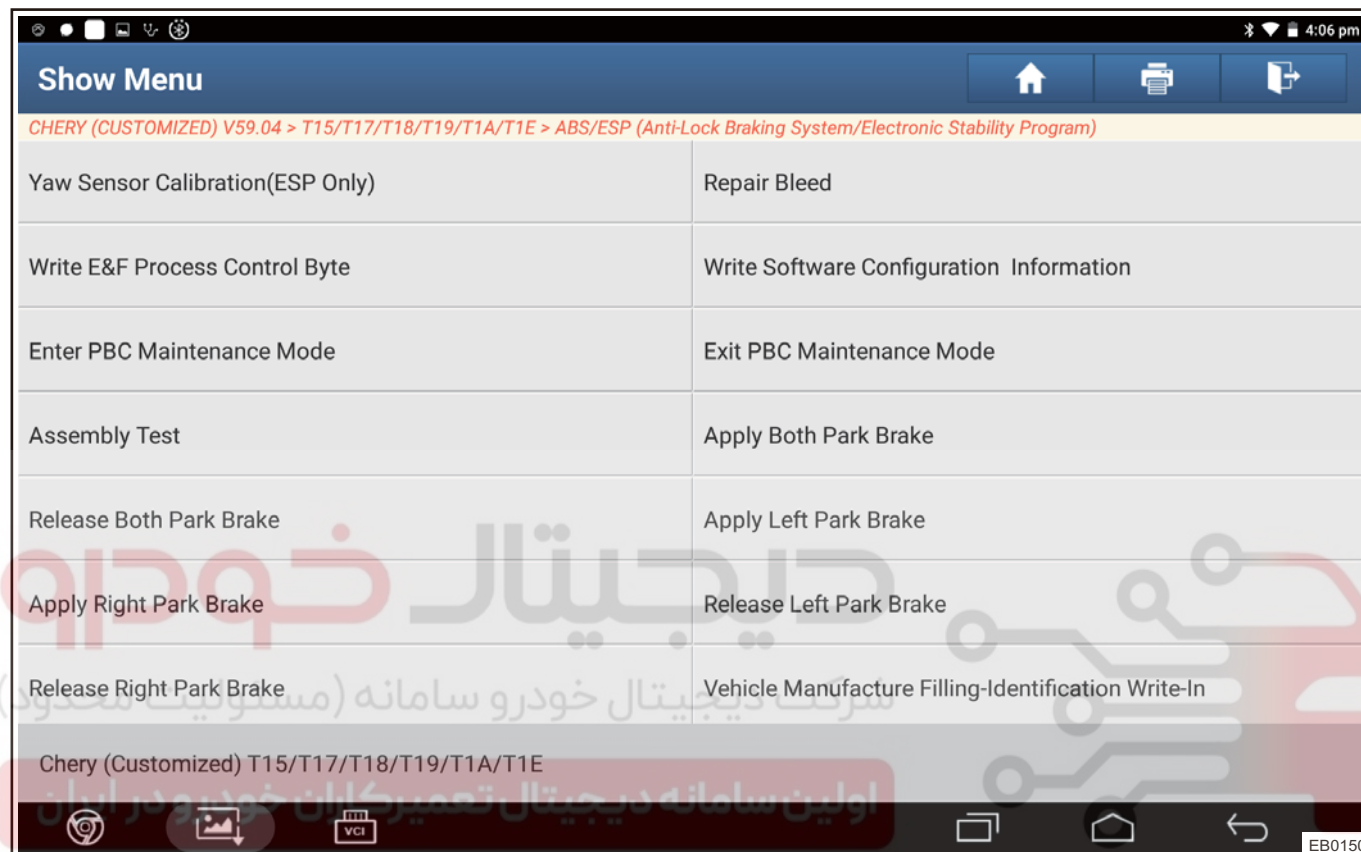 4:06 pm
Show Menu
CHERY (CUSTOMIZED) V59.04 > T15/T17/T18/T19/T1A/T1E > ABS/ESP (Anti-Lock Braking System/Electronic Stability Program)
Yaw Sensor Calibration(ESP Only)
Repair Bleed
Write E&F Process Control Byte
Write Software Configuration Information
Enter PBC Maintenance Mode
Exit PBC Maintenance Mode
Assembly Test
Apply Both Park Brake
Release Both Park Brake
Apply Left Park Brake
دیجیتال خودرو
Apply Right Park Brake
Release Left Park Brake
Release Right Park Brake
Vehicle Manufacture Filling-Identification Write-In
شرکت دیجیتال خودرو سامانه (مسئولیت محدود)
Chery (Customized) T15/T17/T18/T19/T1A/T1E
اولین سامانه دیجیتال تعمیرکاران خودرو در ایران
VCI
EB0150